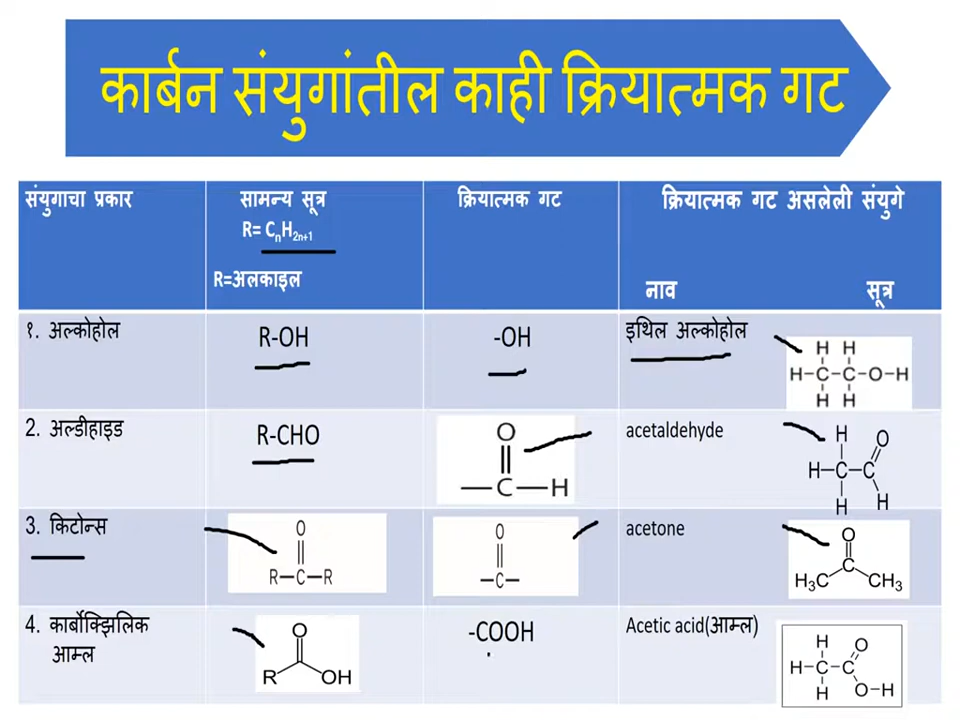 कार्बन संयुगांतील काही क्रियात्मक गट
संयुगाचा प्रकार
सामन्य सूत्र
R= CnH2n+1
R=अलकाइल
क्रियात्मक गट
क्रियात्मक गट असलेली संयुगे
नाव सूत्र
१. अल्कोहोल
R-OH
-OH
इथिल अल्कोहोल
H H
H-C-C-O-H
H H
2. अल्डीहाइड
R-CHO
O
-C-H
acetaldehyde
H O
H-C-C
H H
3. किटोन्स
O
R-C-R
O
-C-
acetone
O
H3C CH3
4. कार्बोक्झिलिक
आम्ल
O
R OH
-COOH
Acetic acid(आम्ल)
H O
H-C-C
H O-H